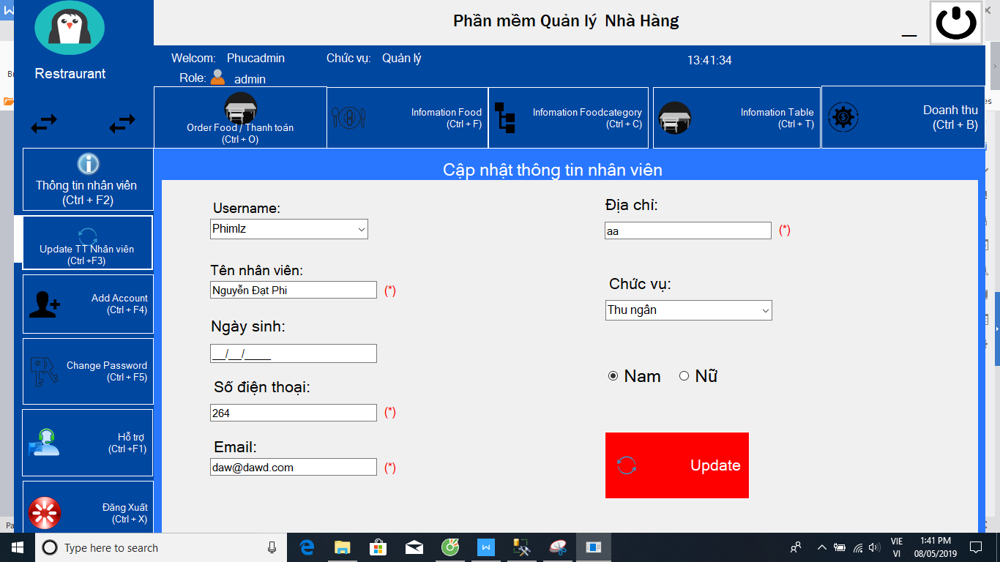 Phần mềm Quản lý  Nhà Hàng
Restraurant
Welcom: Phucadmin Chức vụ: Quản lý 13:41:34
Role: admin
Order Food / Thanh toán
(Ctrl + O)
Infomation Food
(Ctrl + F)
Infomation Foodcategory
(Ctrl + C)
Infomation Table
(Ctrl + T)
Doanh thu
(Ctrl + B)
Thông tin nhân viên
(Ctrl + F2)
Update TT Nhân viên
(Ctrl +F3)
Add Account
(Ctrl + F4)
Change Password
(Ctrl + F5)
Hỗ trợ
(Ctrl +F1)
Đăng Xuất
(Ctrl + X)
Cập nhật thông tin nhân viên
Username:
Phimlz
Tên nhân viên:
Nguyễn Đạt Phi (*)
Ngày sinh:
__/__/____
Số điện thoại:
264 (*)
Email:
daw@dawd.com (*)
Địa chỉ:
aa (*)
Chức vụ:
Thu ngân
Nam Nữ
Update
Type here to search
VIE
VI
1:41 PM
08/05/2019